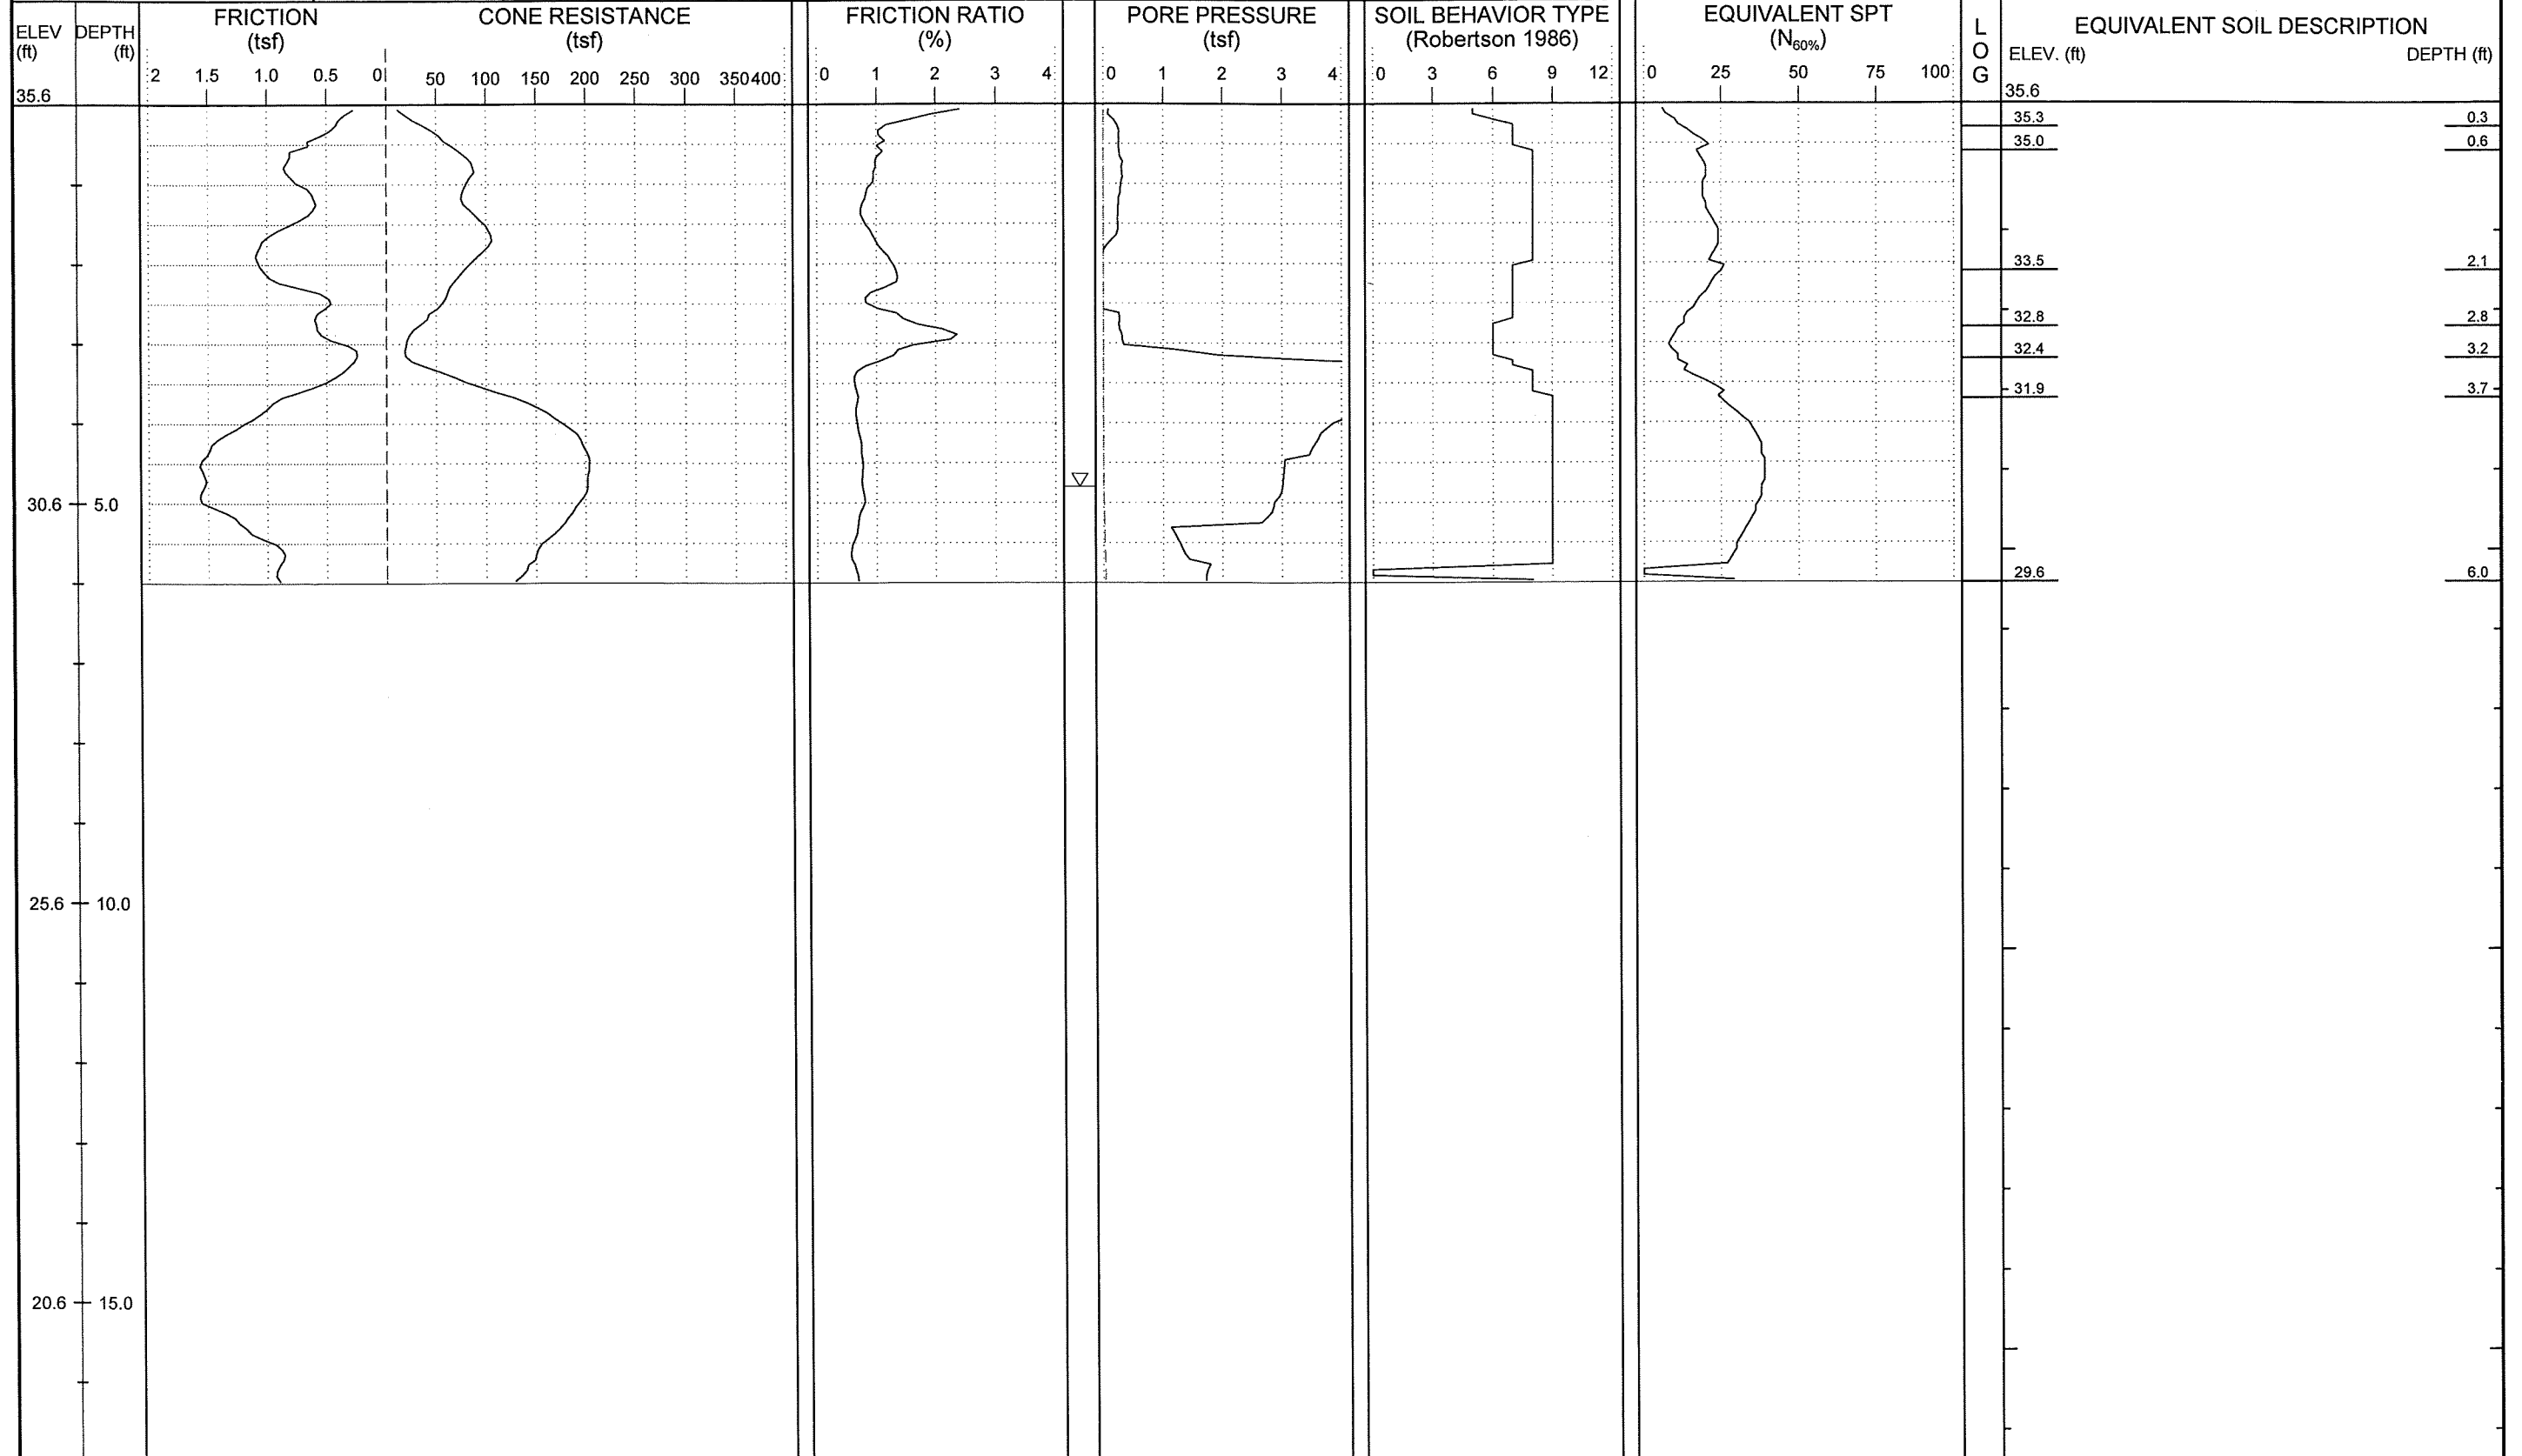 FRICTION CONE RESISTANCE FRICTION RATIO PORE PRESSURE SOIL BEHAVIOR TYPE EQUIVALENT SPT L
ELEV DEPTH EQUIVALENT SOIL DESCRIPTION
(tsf) (tsf) (%) (tsf) (Robertson 1986) (N60%) O
(ft) (ft) ELEV. (ft) DEPTH (ft)
2 1.5 1.0 0.5 0 50 100 150 200 250 300 350 400 0 1 2 3 4 0 1 2 3 4 0 3 6 9 12 0 25 50 75 100 G
35.6 35.6
35.3 0.3
35.0 0.6
33.5 2.1
32.8 2.8
32.4 3.2
31.9 3.7
30.6 5.0
29.6 6.0
25.6 10.0
20.6 15.0